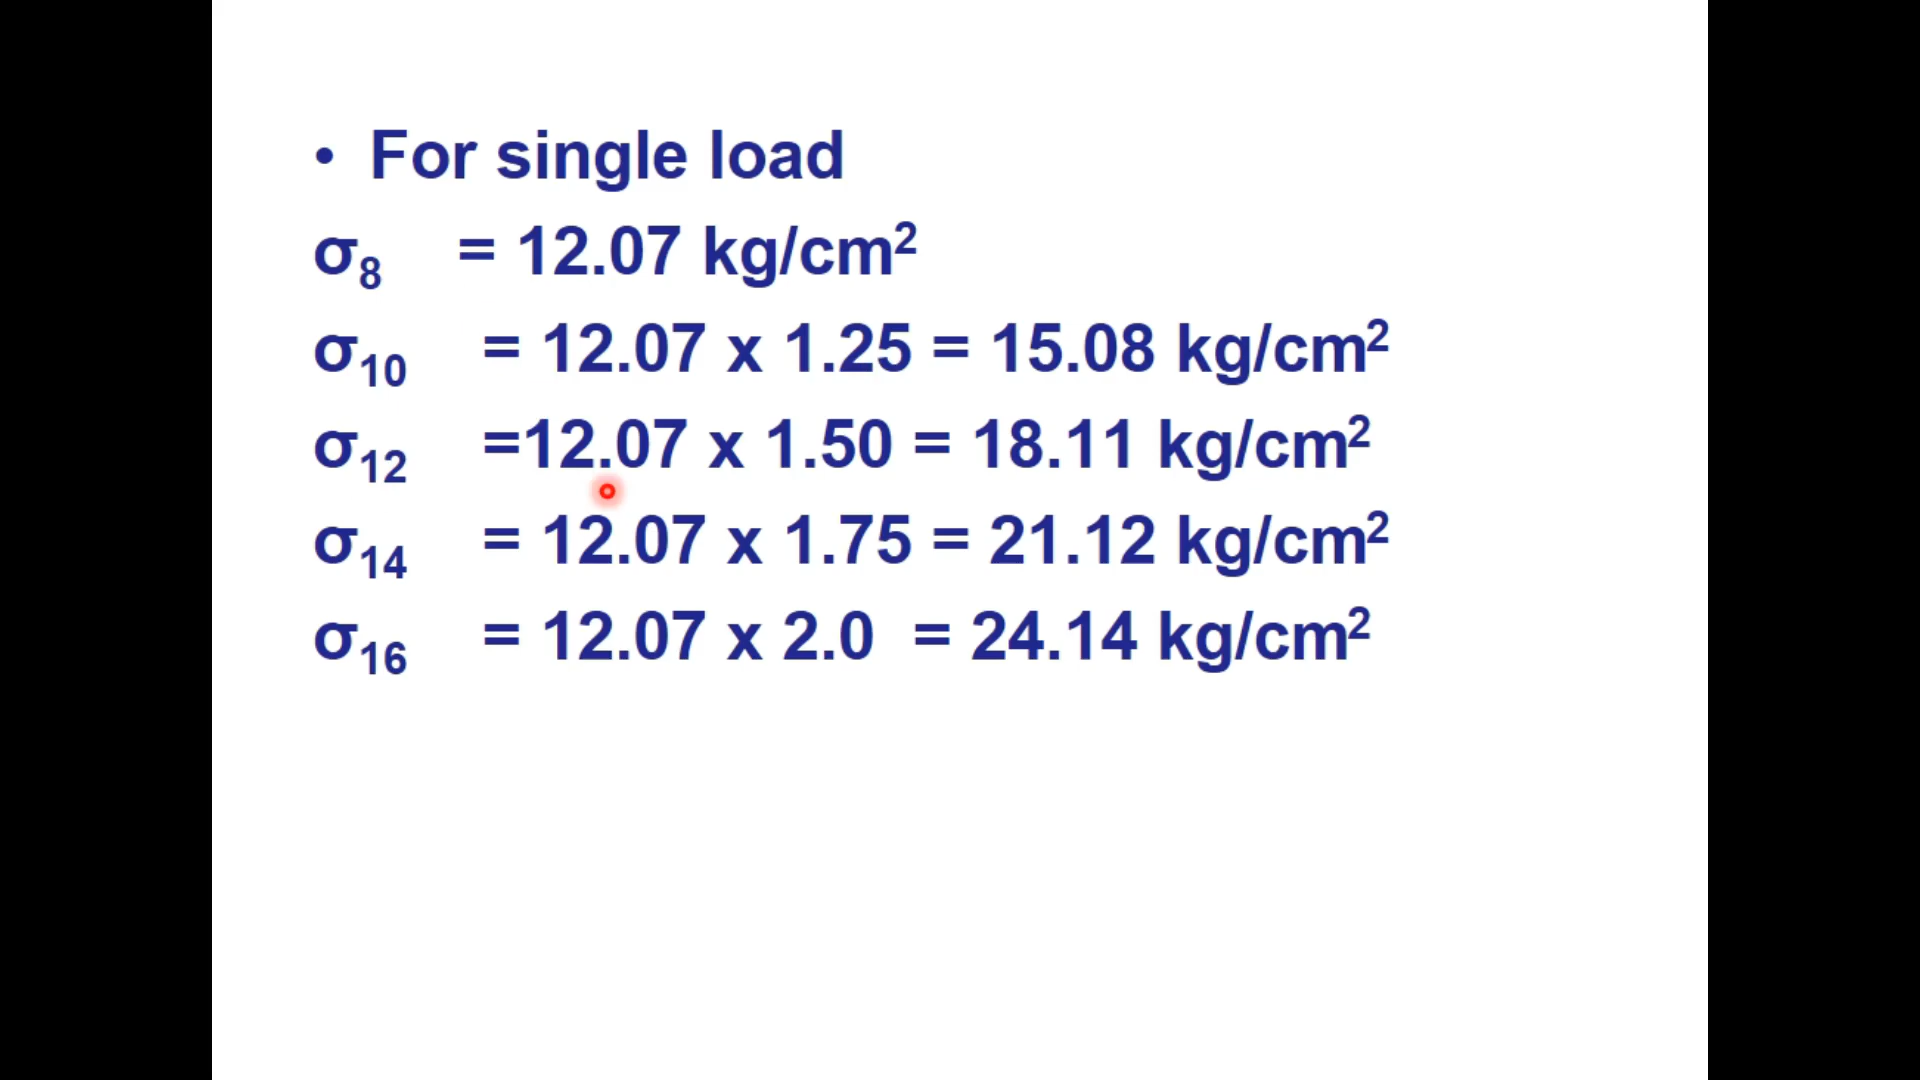 • For single load
σ₈ = 12.07 kg/cm²
σ₁₀ = 12.07 x 1.25 = 15.08 kg/cm²
σ₁₂ =12.07 x 1.50 = 18.11 kg/cm²
σ₁₄ = 12.07 x 1.75 = 21.12 kg/cm²
σ₁₆ = 12.07 x 2.0 = 24.14 kg/cm²